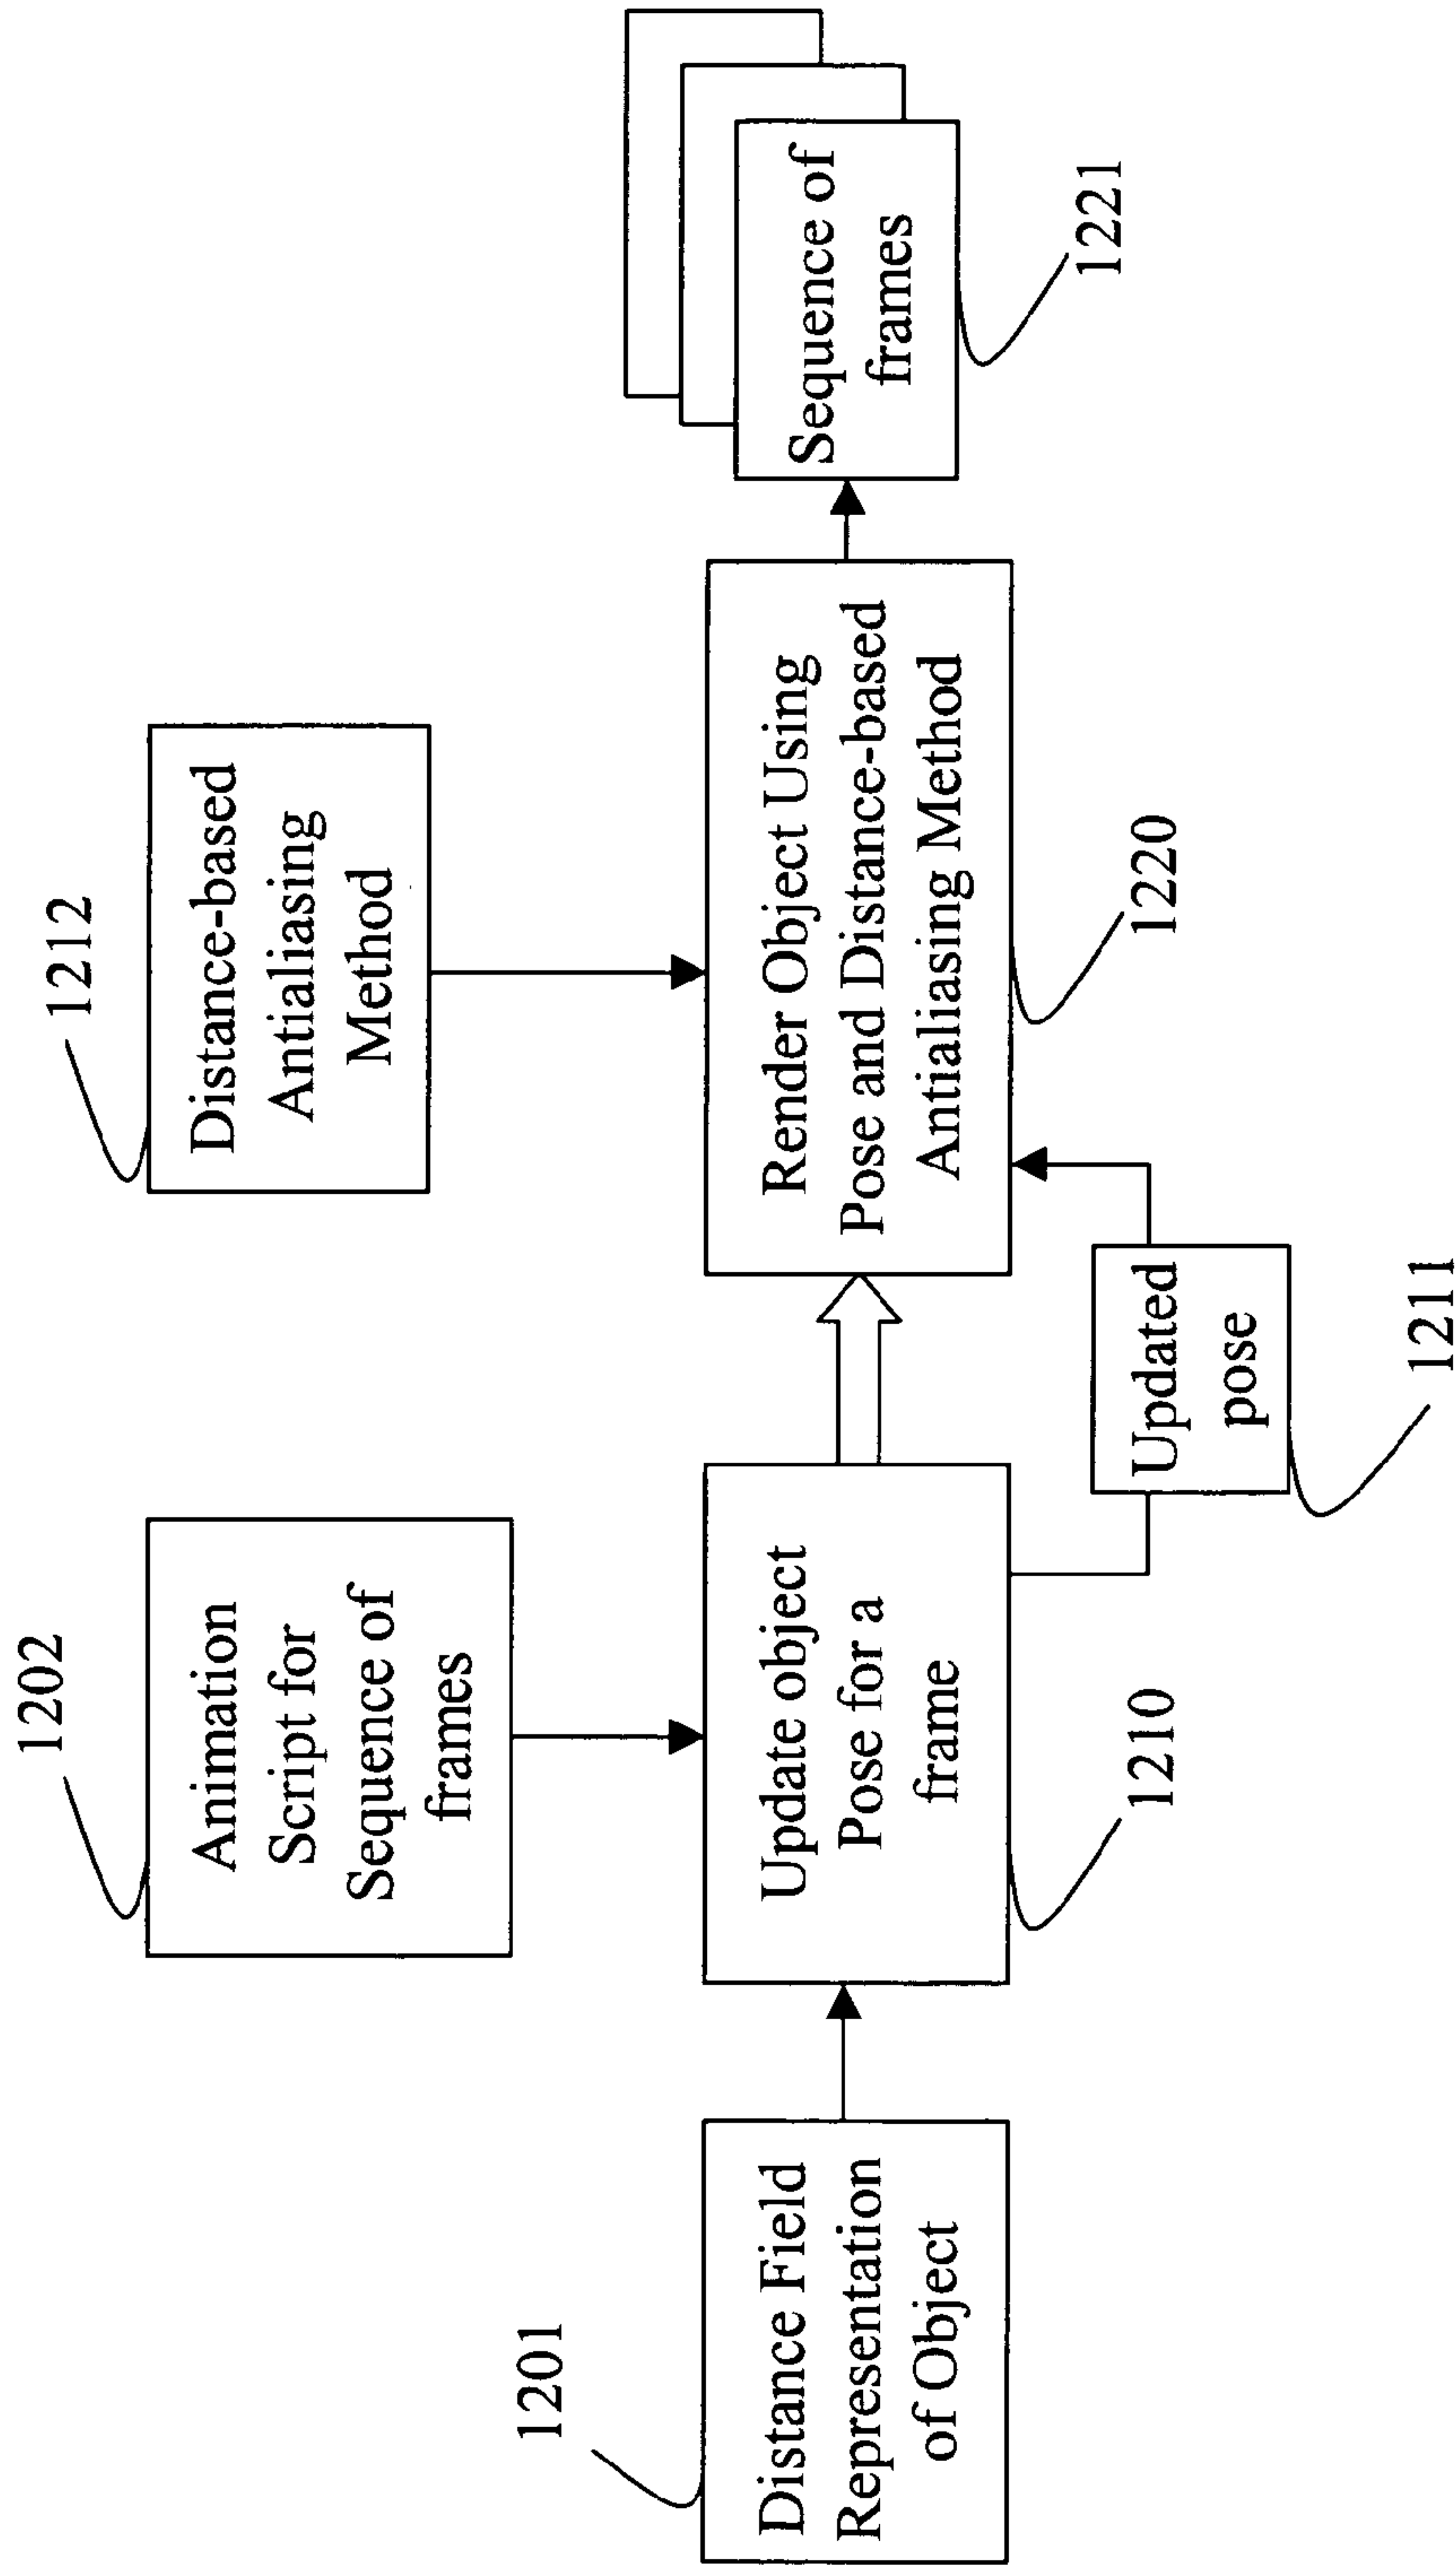 1202
Animation
Script for
Sequence of
frames
1212
Distance-based
Antialiasing
Method
1201
Distance Field
Representation
of Object
Update object
Pose for a
frame
1210
Render Object Using
Pose and Distance-based
Antialiasing Method
1220
Sequence of
frames
1221
Updated
pose
1211